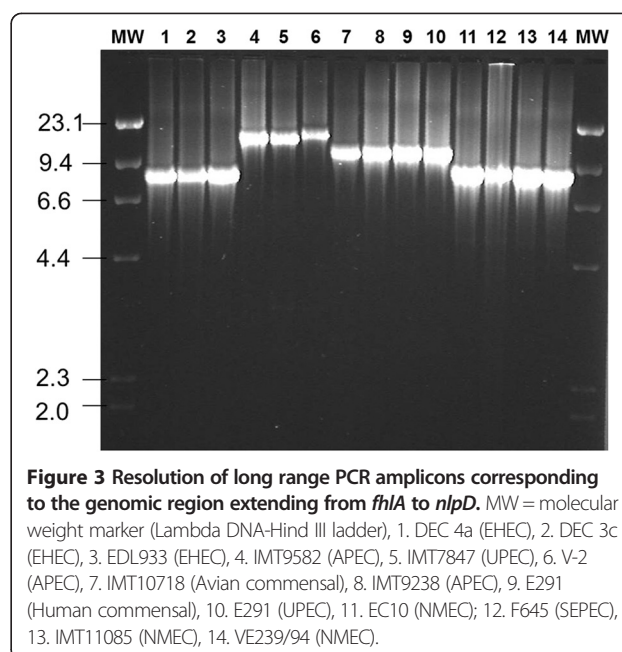 MW 1 2 3 4 5 6 7 8 9 10 11 12 13 14 MW
23.1
9.4
6.6
4.4
2.3
2.0
Figure 3 Resolution of long range PCR amplicons corresponding
to the genomic region extending from fhlA to nlpD. MW = molecular
weight marker (Lambda DNA-Hind III ladder), 1. DEC 4a (EHEC), 2. DEC 3c
(EHEC), 3. EDL933 (EHEC), 4. IMT9582 (APEC), 5. IMT7847 (UPEC), 6. V-2
(APEC), 7. IMT10718 (Avian commensal), 8. IMT9238 (APEC), 9. E291
(Human commensal), 10. E291 (UPEC), 11. EC10 (NMEC); 12. F645 (SEPEC),
13. IMT11085 (NMEC), 14. VE239/94 (NMEC).